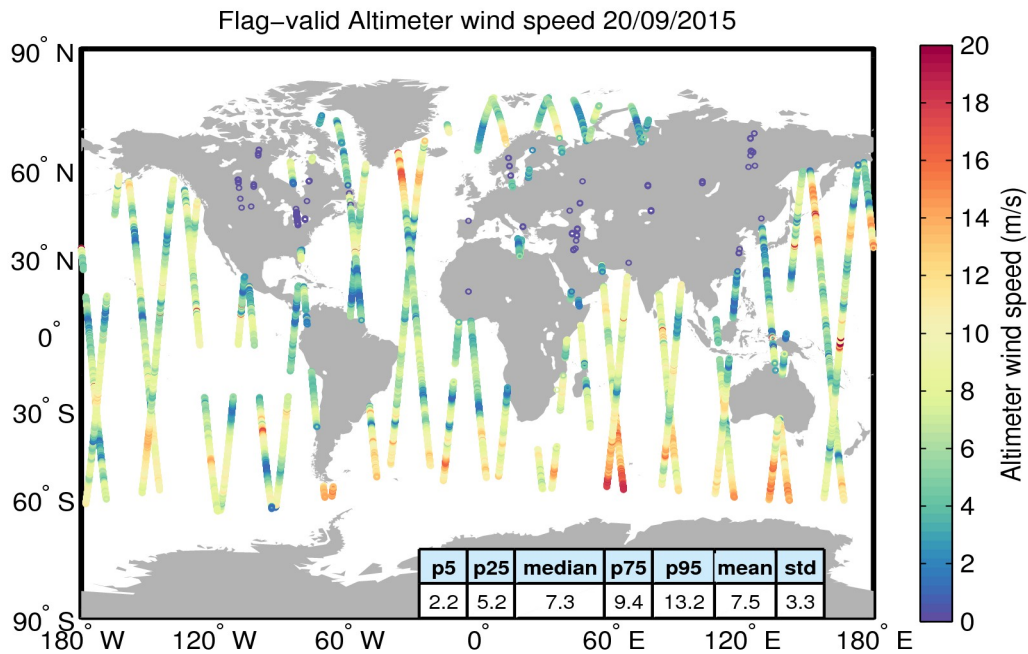 Flag−valid Altimeter wind speed 20/09/2015
90° N
60° N
30° N
0°
30° S
60° S
90° S
180° W
120° W
60° W
0°
60° E
120° E
180° E
p5 p25 median p75 p95 mean std
2.2 5.2 7.3 9.4 13.2 7.5 3.3
20
18
16
14
12
10
8
6
4
2
0
Altimeter wind speed (m/s)